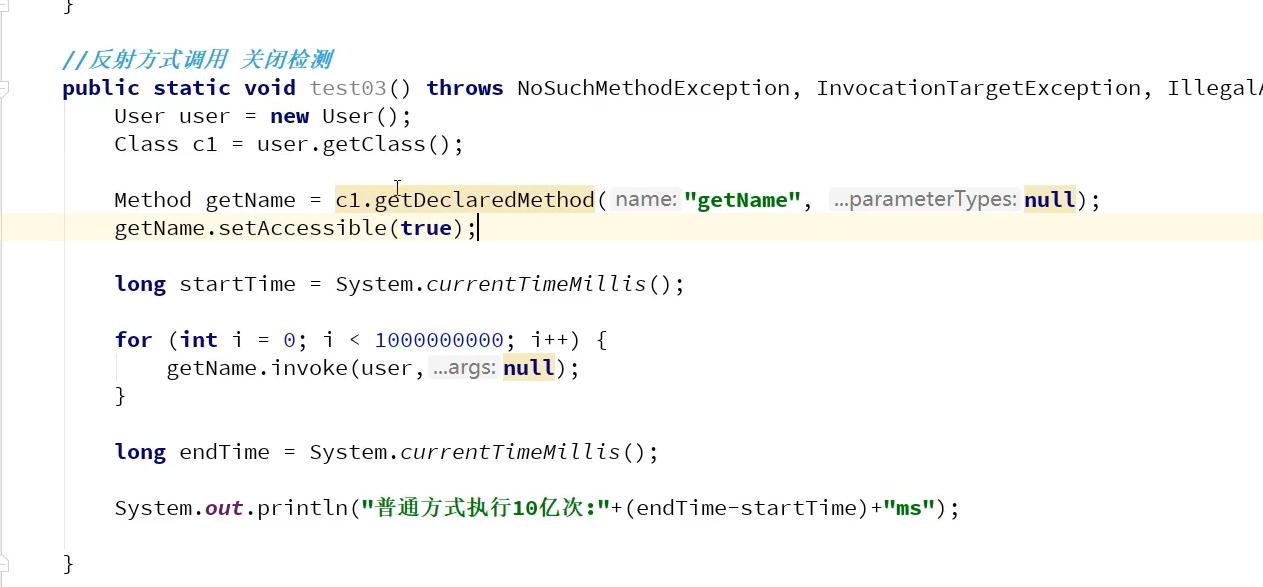 }
//反射方式调用 关闭检测
public static void test03() throws NoSuchMethodException, InvocationTargetException, IllegalA
User user = new User();
Class c1 = user.getClass();
Method getName = c1.getDeclaredMethod( name: "getName", ...parameterTypes: null);
getName.setAccessible(true);
long startTime = System.currentTimeMillis();
for (int i = 0; i < 1000000000; i++) {
getName.invoke(user, ...args: null);
}
long endTime = System.currentTimeMillis();
System.out.println("普通方式执行10亿次:"+(endTime-startTime)+"ms");
}